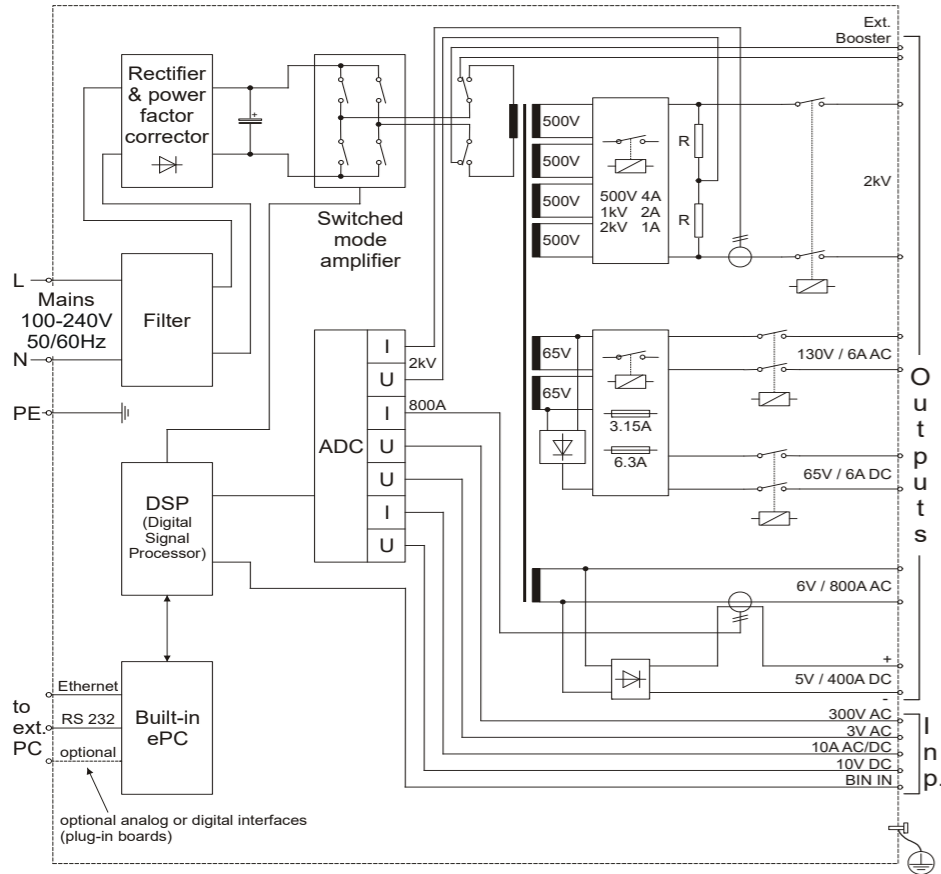 Ext.
Booster
Rectifier
& power
factor
corrector
+
Switched
mode
amplifier
500V
500V
500V
500V
500V 4A
1kV 2A
2kV 1A
R
R
2kV
L
Mains
100-240V
50/60Hz
N
Filter
PE
ADC
I
2kV
U
I
800A
U
U
I
U
65V
65V
3.15A
6.3A
130V / 6A AC
65V / 6A DC
Outputs
DSP
(Digital
Signal
Processor)
6V / 800A AC
+
5V / 400A DC
-
to
ext.
PC
Ethernet
RS 232
optional
Built-in
ePC
300V AC
3V AC
10A AC/DC
10V DC
BIN IN
Inp.
optional analog or digital interfaces
(plug-in boards)